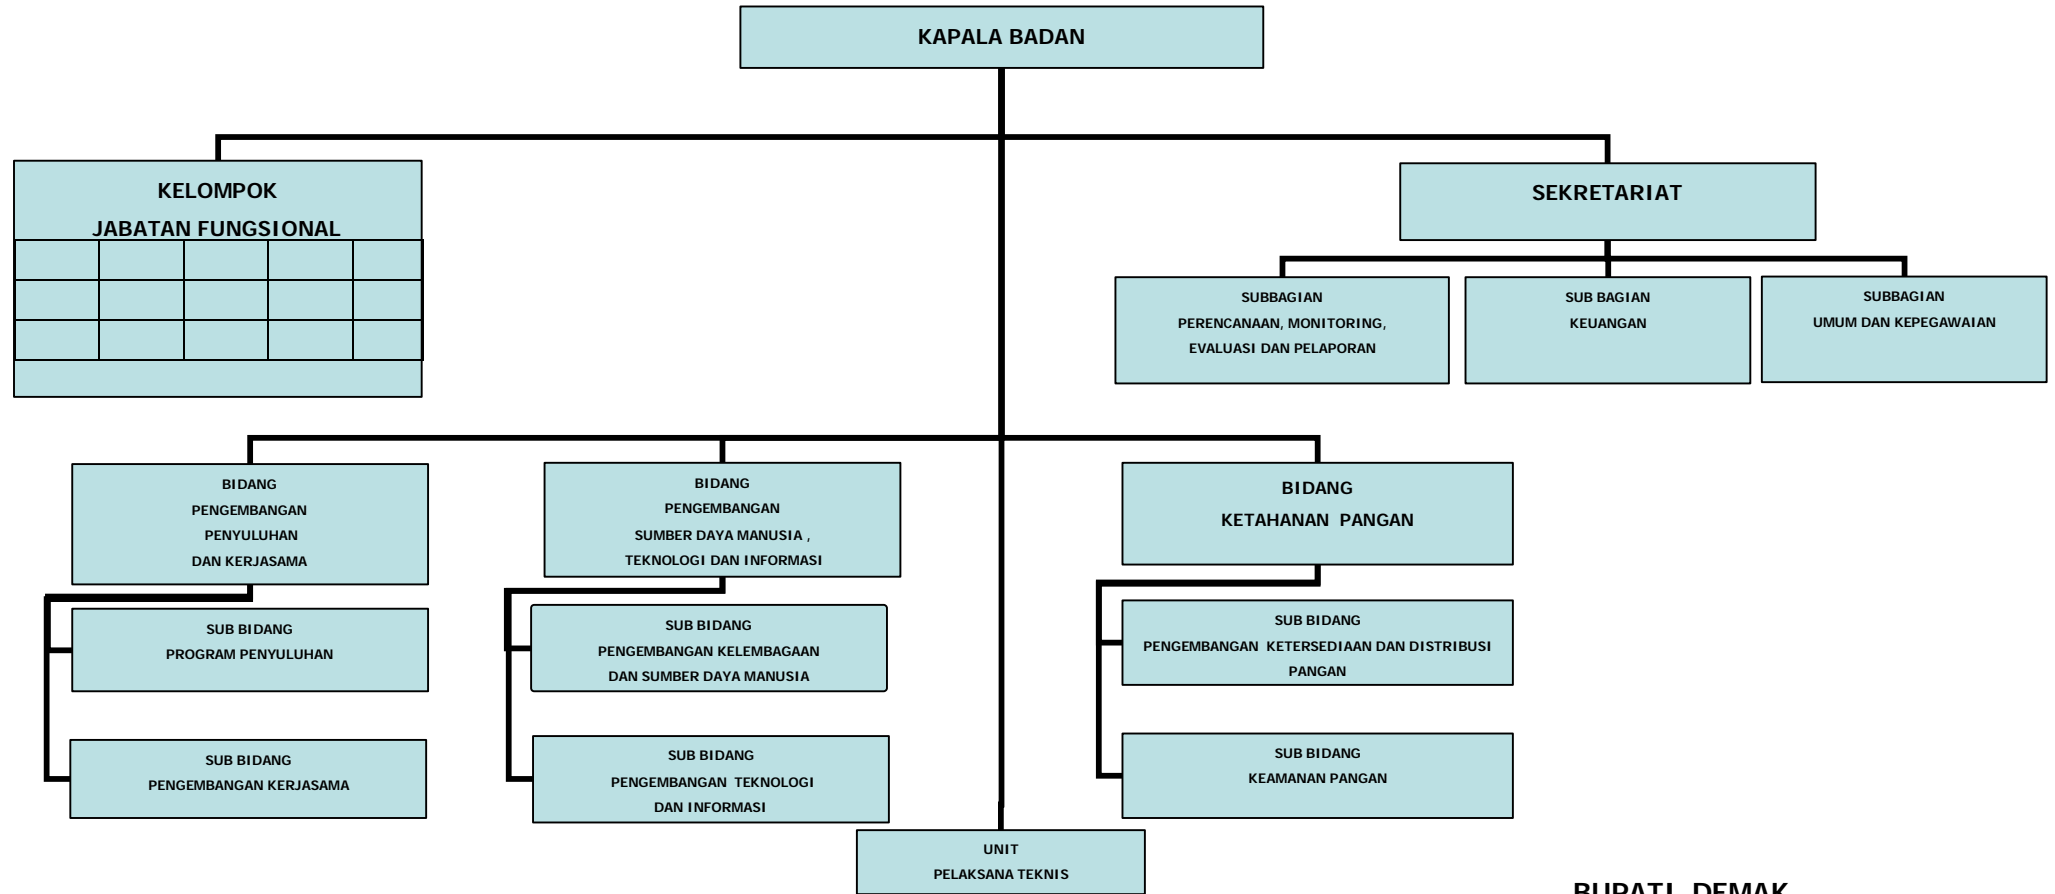 KAPALA BADAN
KELOMPOK
JABATAN FUNGSIONAL
SEKRETARIAT
SUBBAGIAN
PERENCANAAN, MONITORING,
EVALUASI DAN PELAPORAN
SUB BAGIAN
KEUANGAN
SUBBAGIAN
UMUM DAN KEPEGAWAIAN
BIDANG
PENGEMBANGAN
PENYULUHAN
DAN KERJASAMA
BIDANG
PENGEMBANGAN
SUMBER DAYA MANUSIA ,
TEKNOLOGI DAN INFORMASI
BIDANG
KETAHANAN PANGAN
SUB BIDANG
PROGRAM PENYULUHAN
SUB BIDANG
PENGEMBANGAN KELEMBAGAAN
DAN SUMBER DAYA MANUSIA
SUB BIDANG
PENGEMBANGAN KETERSEDIAAN DAN DISTRIBUSI
PANGAN
SUB BIDANG
PENGEMBANGAN KERJASAMA
SUB BIDANG
PENGEMBANGAN TEKNOLOGI
DAN INFORMASI
SUB BIDANG
KEAMANAN PANGAN
UNIT
PELAKSANA TEKNIS
BUPATI DEMAK